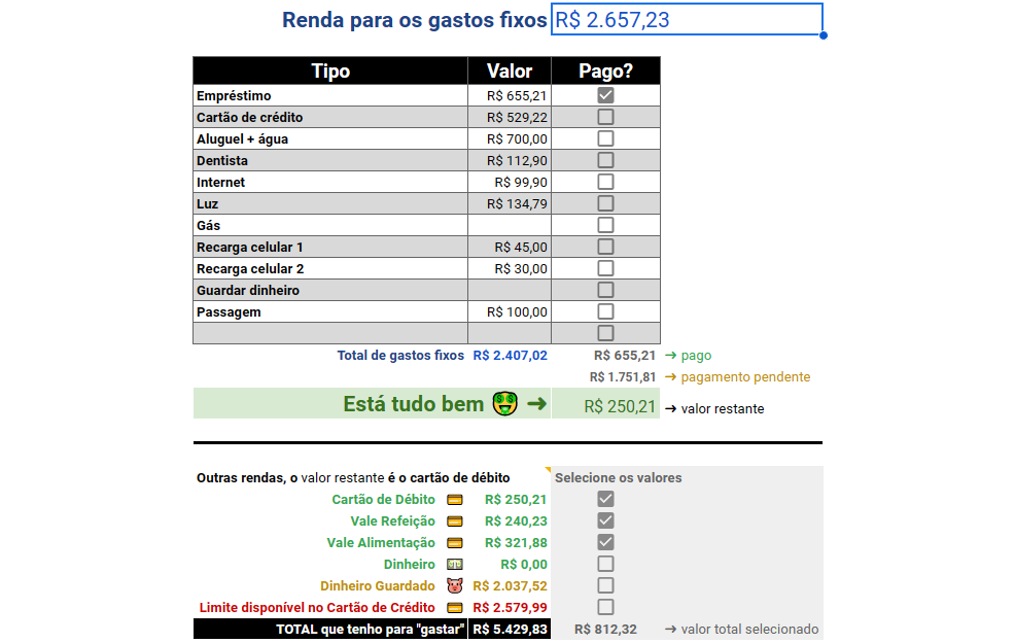 Renda para os gastos fixos R$ 2.657,23
Tipo Valor Pago?
Empréstimo R$ 655,21
Cartão de crédito R$ 529,22
Aluguel + água R$ 700,00
Dentista R$ 112,90
Internet R$ 99,90
Luz R$ 134,79
Gás
Recarga celular 1 R$ 45,00
Recarga celular 2 R$ 30,00
Guardar dinheiro
Passagem R$ 100,00
Total de gastos fixos R$ 2.407,02 R$ 655,21 → pago
R$ 1.751,81 → pagamento pendente
Está tudo bem 🤑 ➜ R$ 250,21 → valor restante
Outras rendas, o valor restante é o cartão de débito Selecione os valores
Cartão de Débito 💳 R$ 250,21
Vale Refeição 💳 R$ 240,23
Vale Alimentação 💳 R$ 321,88
Dinheiro 💵 R$ 0,00
Dinheiro Guardado 🐷 R$ 2.037,52
Limite disponível no Cartão de Crédito 💳 R$ 2.579,99
TOTAL que tenho para "gastar" R$ 5.429,83 R$ 812,32 → valor total selecionado